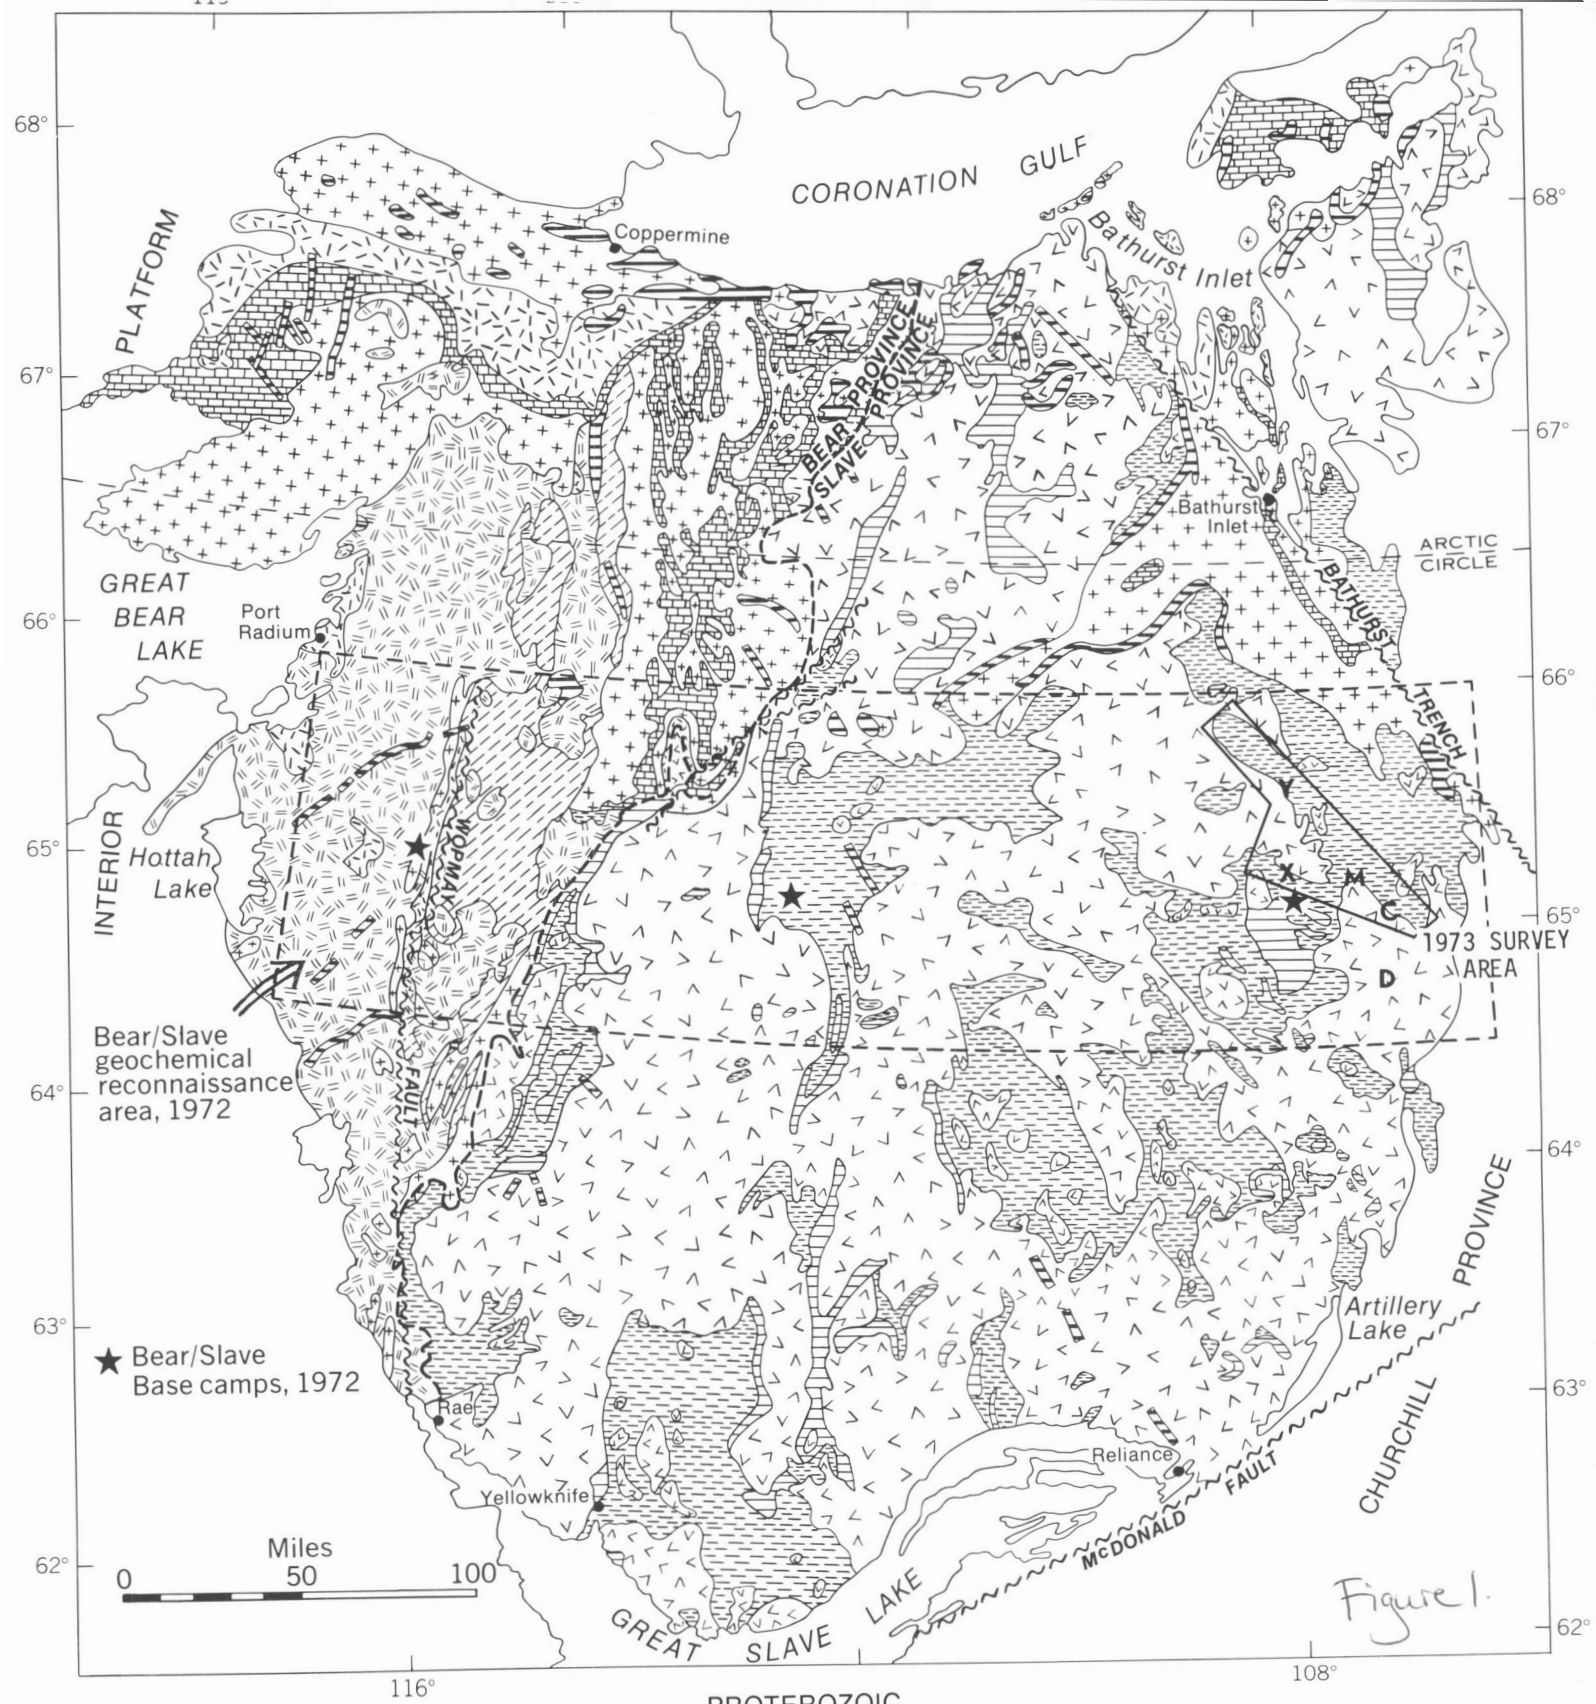 68°
67°
66°
65°
64°
63°
62°
68°
67°
66°
65°
64°
63°
62°
116°
108°
CORONATION GULF
PLATFORM
Coppermine
Bathurst Inlet
BEAR PROVINCE
SLAVE PROVINCE
Bathurst
Inlet
ARCTIC
CIRCLE
BATHURST
TRENCH
GREAT
BEAR
LAKE
Port
Radium
INTERIOR
Hottah
Lake
WOPMAY
FAULT
Y
X
M
C
D
1973 SURVEY
AREA
Bear/Slave
geochemical
reconnaissance
area, 1972
PROVINCE
CHURCHILL
Artillery
Lake
Bear/Slave
Base camps, 1972
Rae
Reliance
Yellowknife
McDONALD FAULT
Miles
0 50 100
GREAT SLAVE LAKE
Figure 1.
PROTEROZOIC